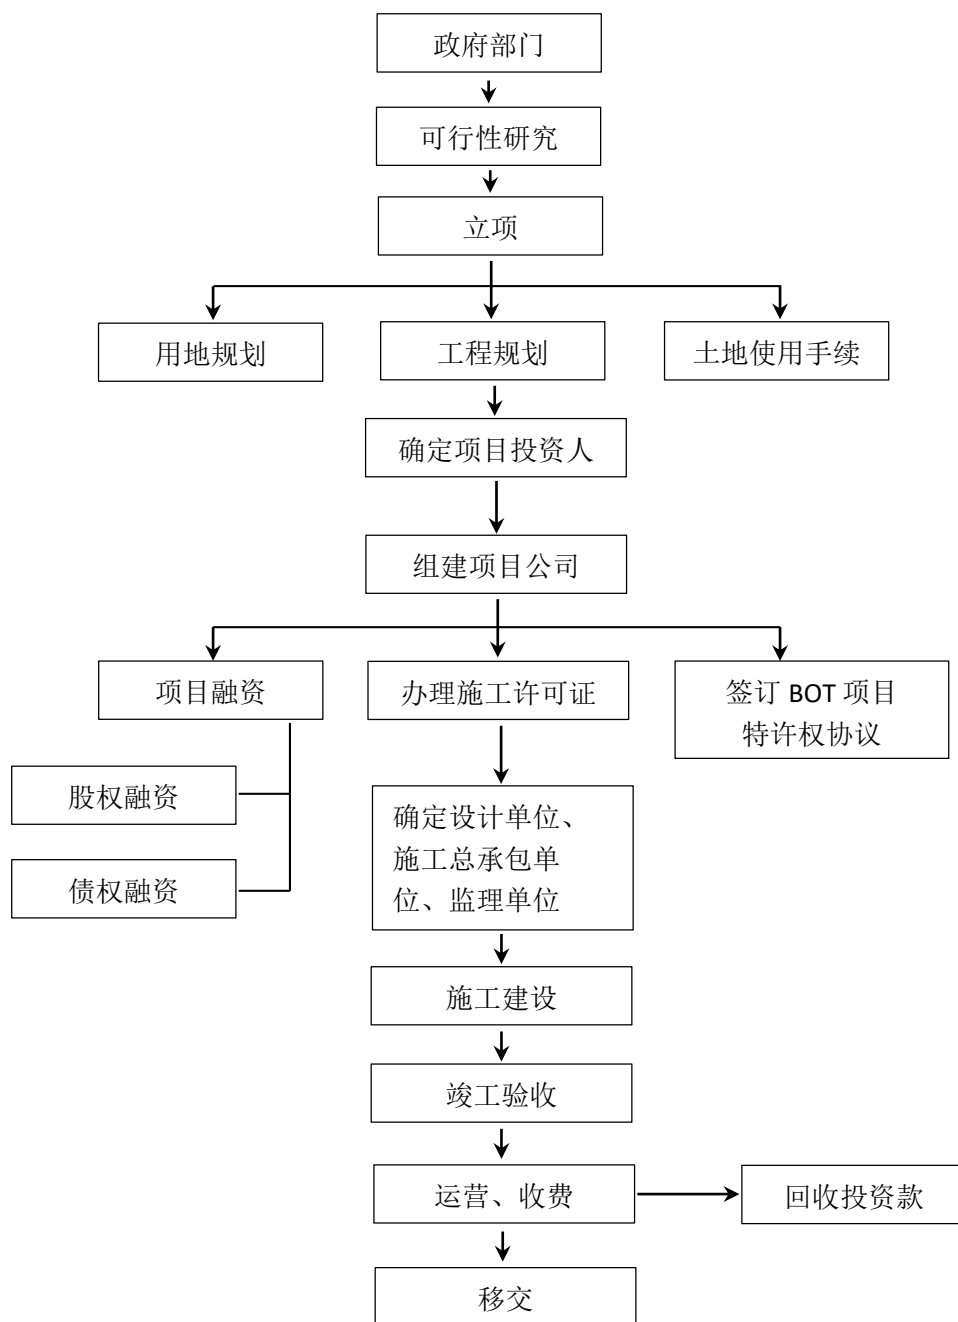 政府部门
可行性研究
立项
用地规划
工程规划
土地使用手续
确定项目投资人
组建项目公司
项目融资
办理施工许可证
签订 BOT 项目
特许权协议
股权融资
债权融资
确定设计单位、
施工总承包单
位、监理单位
施工建设
竣工验收
运营、收费
回收投资款
移交